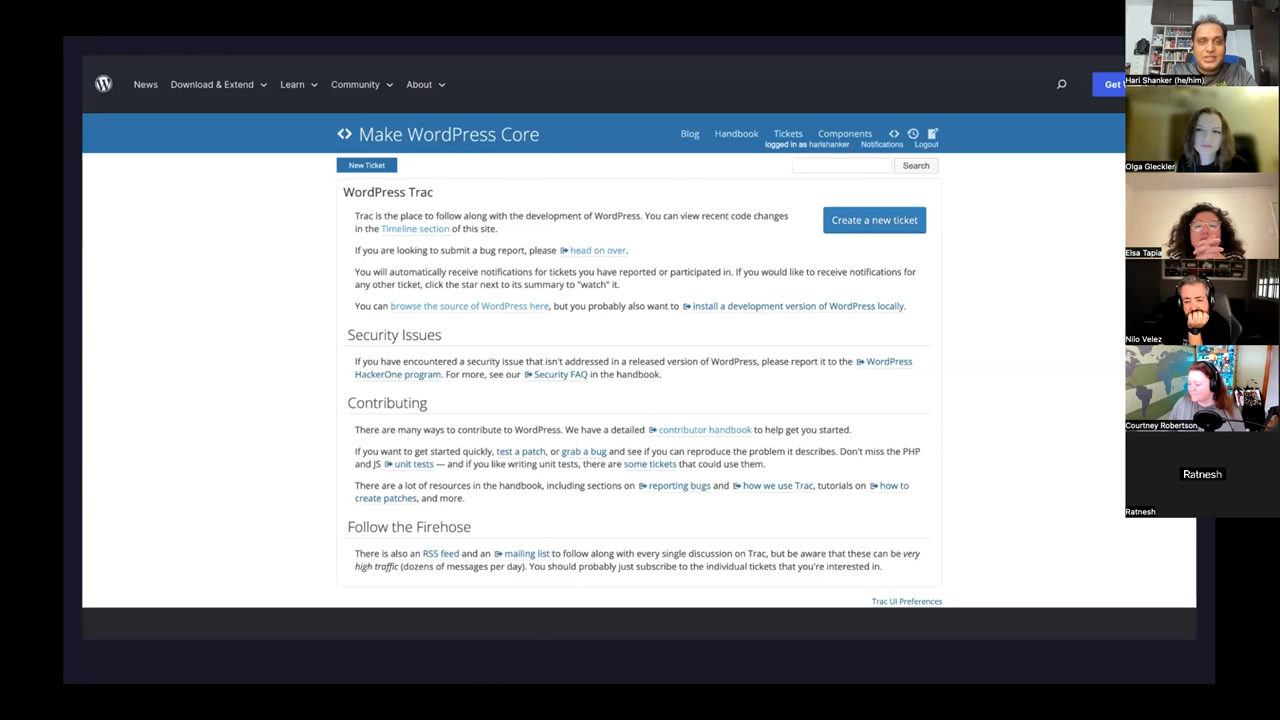 News Download & Extend Learn Community About
Get
Make WordPress Core
Blog Handbook Tickets Components
logged in as harishanker Notifications Logout
New Ticket
Search
WordPress Trac
Trac is the place to follow along with the development of WordPress. You can view recent code changes
in the Timeline section of this site.
Create a new ticket
If you are looking to submit a bug report, please head on over.
You will automatically receive notifications for tickets you have reported or participated in. If you would like to receive notifications for
any other ticket, click the star next to its summary to "watch" it.
You can browse the source of WordPress here, but you probably also want to install a development version of WordPress locally.
Security Issues
If you have encountered a security issue that isn't addressed in a released version of WordPress, please report it to the WordPress
HackerOne program. For more, see our Security FAQ in the handbook.
Contributing
There are many ways to contribute to WordPress. We have a detailed contributor handbook to help get you started.
If you want to get started quickly, test a patch, or grab a bug and see if you can reproduce the problem it describes. Don't miss the PHP
and JS unit tests — and if you like writing unit tests, there are some tickets that could use them.
There are a lot of resources in the handbook, including sections on reporting bugs and how we use Trac, tutorials on how to
create patches, and more.
Follow the Firehose
There is also an RSS feed and an mailing list to follow along with every single discussion on Trac, but be aware that these can be very
high traffic (dozens of messages per day). You should probably just subscribe to the individual tickets that you're interested in.
Trac UI Preferences
Hari Shanker (he/him)
Olga Gleckler
Elsa Tapia
Nilo Velez
Courtney Robertson
Ratnesh
Ratnesh